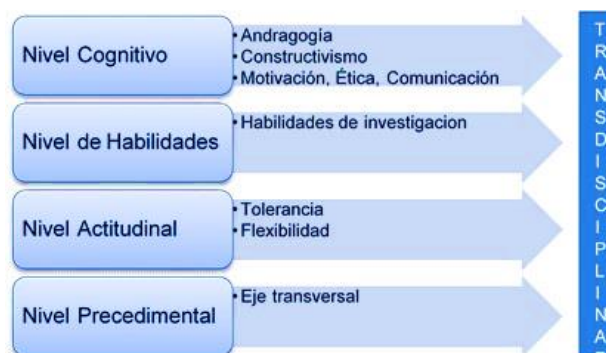 Nivel Cognitivo
• Andragogía
• Constructivismo
• Motivación, Ética, Comunicación
Nivel de Habilidades
• Habilidades de investigacion
Nivel Actitudinal
• Tolerancia
• Flexibilidad
Nivel Precedimental
• Eje transversal
T
R
A
N
S
D
I
S
C
I
P
L
I
N
A